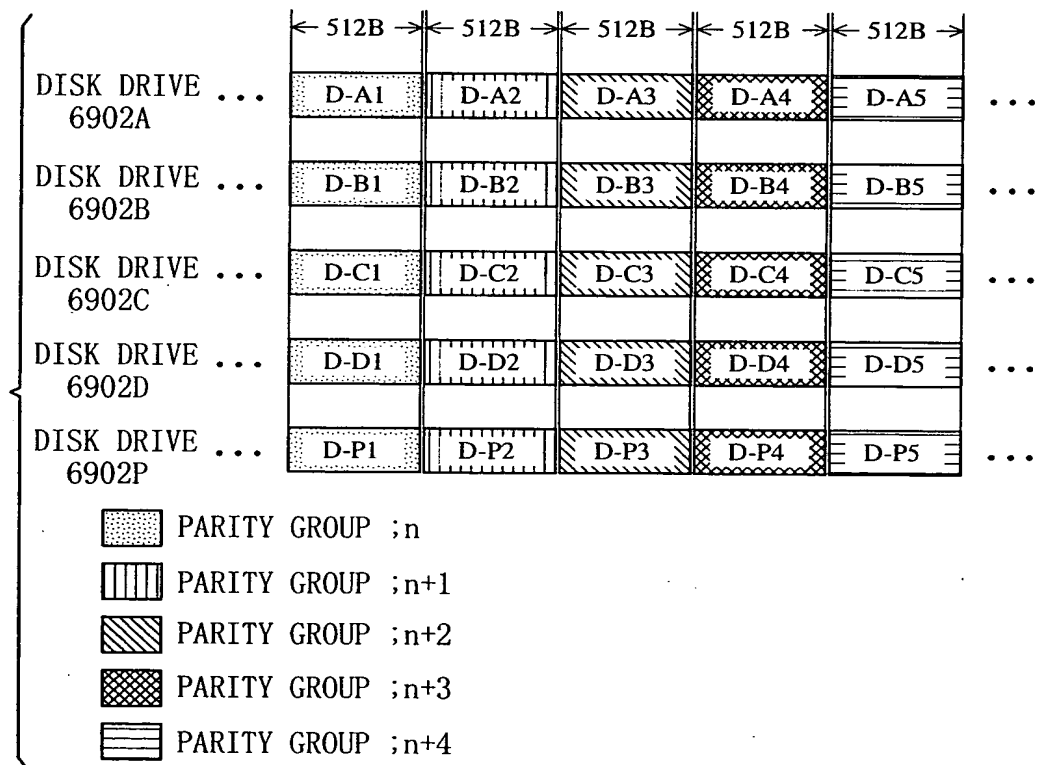 512B 512B 512B 512B 512B
DISK DRIVE ... D-A1 D-A2 D-A3 D-A4 D-A5 ...
6902A
DISK DRIVE ... D-B1 D-B2 D-B3 D-B4 D-B5 ...
6902B
DISK DRIVE ... D-C1 D-C2 D-C3 D-C4 D-C5 ...
6902C
DISK DRIVE ... D-D1 D-D2 D-D3 D-D4 D-D5 ...
6902D
DISK DRIVE ... D-P1 D-P2 D-P3 D-P4 D-P5 ...
6902P
PARITY GROUP ;n
PARITY GROUP ;n+1
PARITY GROUP ;n+2
PARITY GROUP ;n+3
PARITY GROUP ;n+4